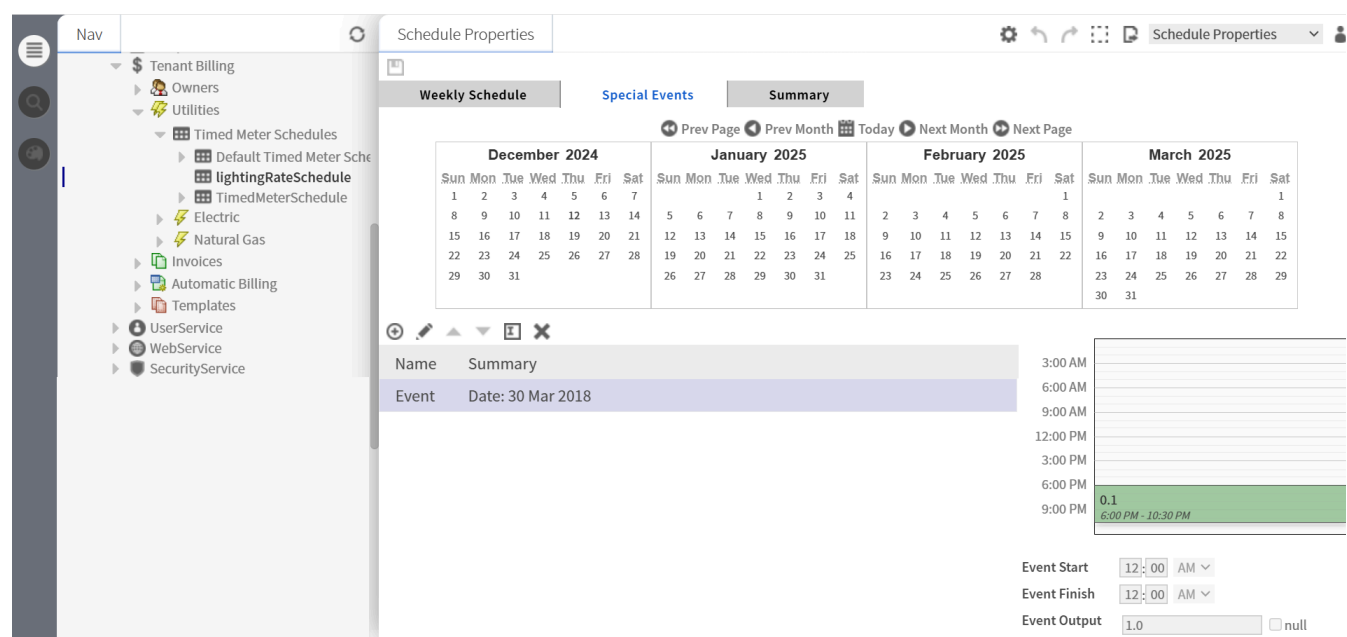 Nav
Schedule Properties
Schedule Properties
Tenant Billing
Owners
Utilities
Timed Meter Schedules
Default Timed Meter Sche
lightingRateSchedule
TimedMeterSchedule
Electric
Natural Gas
Invoices
Automatic Billing
Templates
UserService
WebService
SecurityService
Weekly Schedule Special Events Summary
Prev Page Prev Month Today Next Month Next Page
December 2024
Sun Mon Tue Wed Thu Fri Sat
1 2 3 4 5 6 7
8 9 10 11 12 13 14
15 16 17 18 19 20 21
22 23 24 25 26 27 28
29 30 31
January 2025
Sun Mon Tue Wed Thu Fri Sat
1 2 3 4
5 6 7 8 9 10 11
12 13 14 15 16 17 18
19 20 21 22 23 24 25
26 27 28 29 30 31
February 2025
Sun Mon Tue Wed Thu Fri Sat
1
2 3 4 5 6 7 8
9 10 11 12 13 14 15
16 17 18 19 20 21 22
23 24 25 26 27 28
March 2025
Sun Mon Tue Wed Thu Fri Sat
1
2 3 4 5 6 7 8
9 10 11 12 13 14 15
16 17 18 19 20 21 22
23 24 25 26 27 28 29
30 31
Name Summary
Event Date: 30 Mar 2018
3:00 AM
6:00 AM
9:00 AM
12:00 PM
3:00 PM
6:00 PM
9:00 PM
0.1
6:00 PM - 10:30 PM
Event Start 12 : 00 AM
Event Finish 12 : 00 AM
Event Output 1.0 null